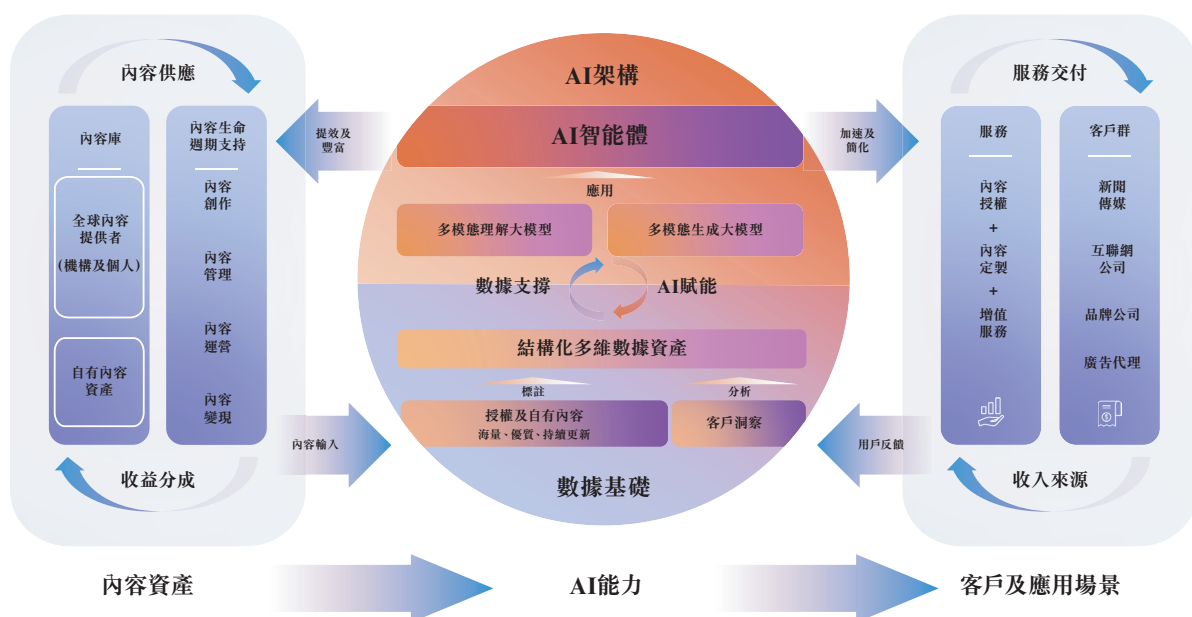 內容供應
內容庫
全球內容
提供者
(機構及個人)
自有內容
資產
內容生命
週期支持
內容
創作
內容
管理
內容
運營
內容
變現
收益分成
提效及
豐富
內容輸入
AI架構
AI智能體
應用
多模態理解大模型
多模態生成大模型
數據支撐
AI賦能
結構化多維數據資產
標註
分析
授權及自有內容
海量、優質、持續更新
客戶洞察
數據基礎
加速及
簡化
用戶反饋
服務交付
服務
內容
授權
+
內容
定製
+
增值
服務
客戶群
新聞
傳媒
互聯網
公司
品牌公司
廣告代理
收入來源
內容資產
AI能力
客戶及應用場景